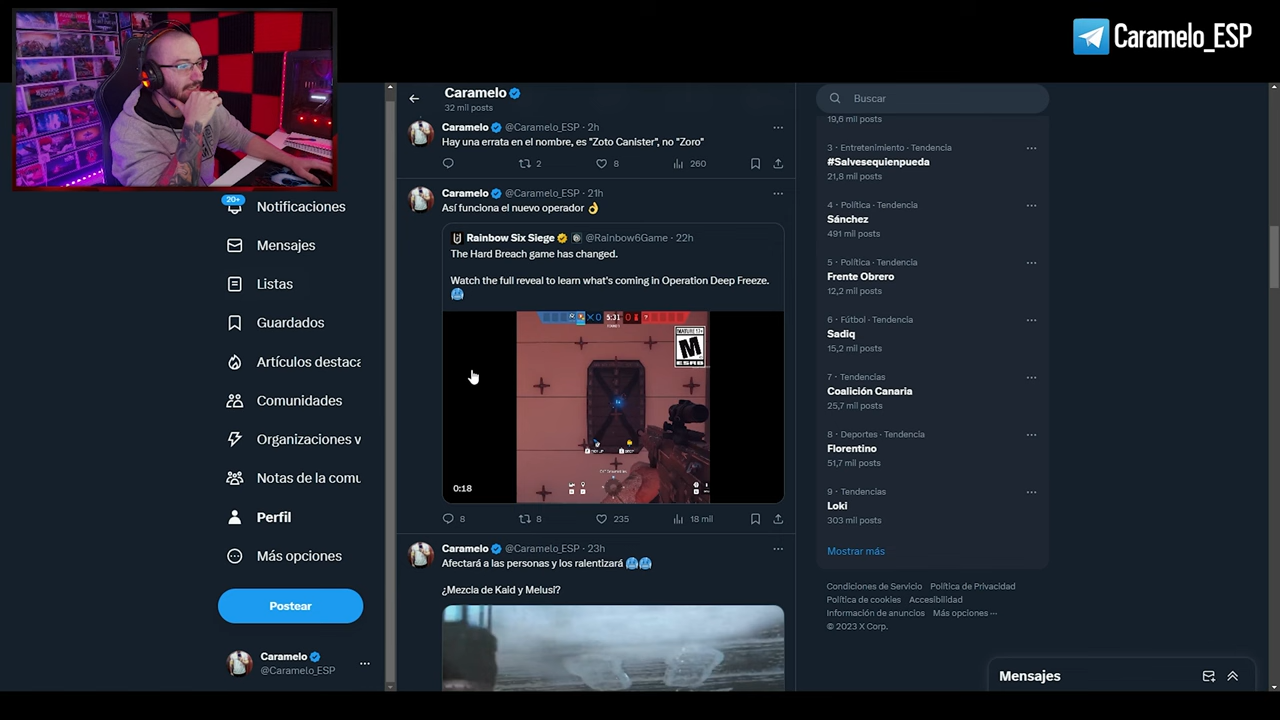 Caramelo_ESP
Caramelo
32 mil posts
Caramelo @Caramelo_ESP · 2h
Hay una errata en el nombre, es "Zoto Canister", no "Zoro"
2
8
260
Caramelo @Caramelo_ESP · 21h
Así funciona el nuevo operador 👌
Rainbow Six Siege @Rainbow6Game · 22h
The Hard Breach game has changed.
Watch the full reveal to learn what's coming in Operation Deep Freeze.
🥶
0
5:31
0
MATURE 17+
M
ESRB
0:18
8
8
235
18 mil
Caramelo @Caramelo_ESP · 23h
Afectará a las personas y los ralentizará 🥶🥶
¿Mezcla de Kaid y Melusi?
20+
Notificaciones
Mensajes
Listas
Guardados
Artículos destaca
Comunidades
Organizaciones v
Notas de la comu
Perfil
Más opciones
Postear
Caramelo
@Caramelo_ESP
Buscar
19,6 mil posts
3 · Entretenimiento · Tendencia
#Salvesequienpueda
21,8 mil posts
4 · Política · Tendencia
Sánchez
491 mil posts
5 · Política · Tendencia
Frente Obrero
12,2 mil posts
6 · Fútbol · Tendencia
Sadiq
15,2 mil posts
7 · Tendencias
Coalición Canaria
25,7 mil posts
8 · Deportes · Tendencia
Florentino
51,7 mil posts
9 · Tendencias
Loki
303 mil posts
Mostrar más
Condiciones de Servicio Política de Privacidad
Política de cookies Accesibilidad
Información de anuncios Más opciones ···
© 2023 X Corp.
Mensajes